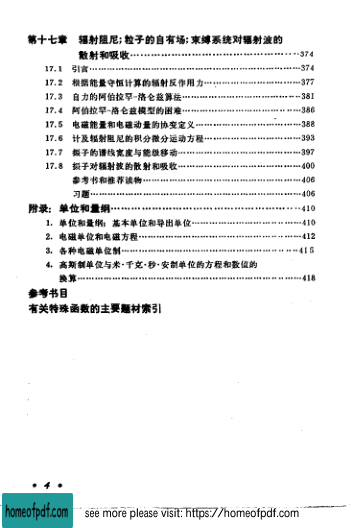 第十七章 辐射阻尼;粒子的自有场;束缚系统对辐射波的
散射和吸收……374
17.1 引言……374
17.2 根据能量守恒计算的辐射反作用力……377
17.3 自力的阿伯拉罕-洛仑兹算法……381
17.4 阿伯拉罕-洛仑兹模型的困难……386
17.5 电磁能量和电磁动量的协变定义……388
17.6 计及辐射阻尼的积分微分运动方程……393
17.7 振子的谱线宽度与能级移动……397
17.8 振子对辐射波的散射和吸收……400
参考书和推荐读物……406
习题……406
附录:单位和量纲……410
1. 单位和量纲;基本单位和导出单位……410
2. 电磁单位和电磁方程……412
3. 各种电磁单位制……415
4. 高斯制单位与米·千克·秒·安制单位的方程和数值的
换算……418
参考书目
有关特殊函数的主要题材索引
• 4 •
homeofpdf.com
see more please visit: https://homeofpdf.com